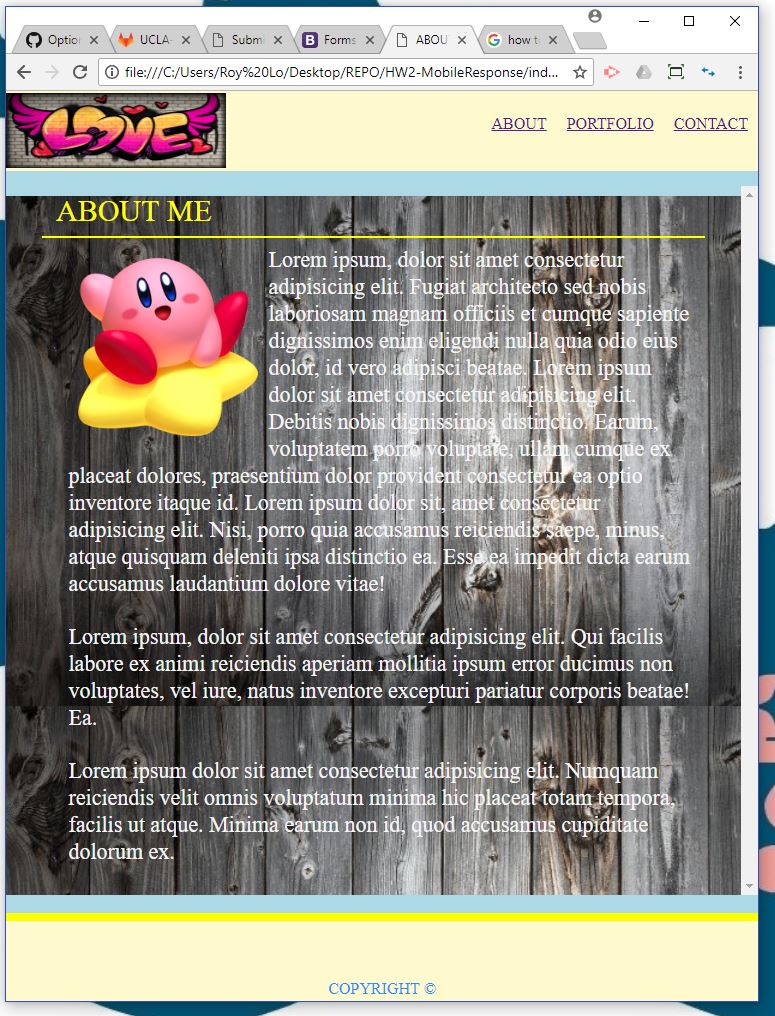 Option
UCLA-
Submi
Forms
ABOU
how to
file:///C:/Users/Roy%20Lo/Desktop/REPO/HW2-MobileResponse/ind...
LOVE
ABOUT PORTFOLIO CONTACT
ABOUT ME
Lorem ipsum, dolor sit amet consectetur
adipisicing elit. Fugiat architecto sed nobis
laboriosam magnam officiis et cumque sapiente
dignissimos enim eligendi nulla quia odio eius
dolor, id vero adipisci beatae. Lorem ipsum
dolor sit amet consectetur adipisicing elit.
Debitis nobis dignissimos distinctio. Earum,
voluptatem porro voluptate, ullam cumque ex
placeat dolores, praesentium dolor provident consectetur ea optio
inventore itaque id. Lorem ipsum dolor sit, amet consectetur
adipisicing elit. Nisi, porro quia accusamus reiciendis saepe, minus,
atque quisquam deleniti ipsa distinctio ea. Esse ea impedit dicta earum
accusamus laudantium dolore vitae!
Lorem ipsum, dolor sit amet consectetur adipisicing elit. Qui facilis
labore ex animi reiciendis aperiam mollitia ipsum error ducimus non
voluptates, vel iure, natus inventore excepturi pariatur corporis beatae!
Ea.
Lorem ipsum dolor sit amet consectetur adipisicing elit. Numquam
reiciendis velit omnis voluptatum minima hic placeat totam tempora,
facilis ut atque. Minima earum non id, quod accusamus cupiditate
dolorum ex.
COPYRIGHT ©